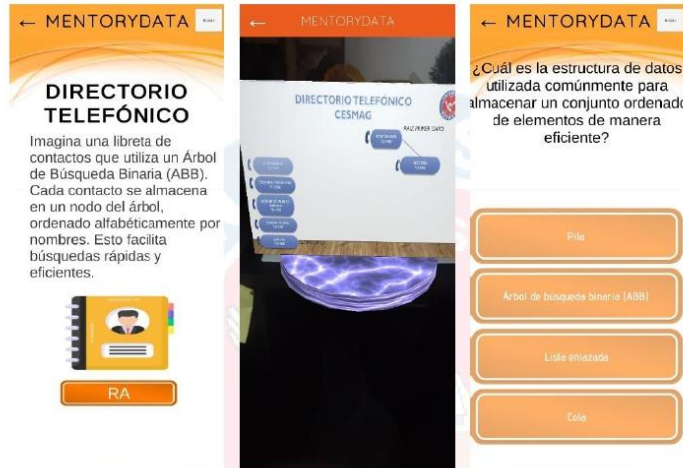 ← MENTORYDATA
DIRECTORIO
TELEFÓNICO
Imagina una libreta de
contactos que utiliza un Árbol
de Búsqueda Binaria (ABB).
Cada contacto se almacena
en un nodo del árbol,
ordenado alfabéticamente por
nombres. Esto facilita
búsquedas rápidas y
eficientes.
RA
← MENTORYDATA
DIRECTORIO TELEFÓNICO
CESMAG
← MENTORYDATA
¿Cuál es la estructura de datos
utilizada comúnmente para
almacenar un conjunto ordenado
de elementos de manera
eficiente?
Pila
Árbol de búsqueda binaria (ABB)
Lista enlazada
Cola